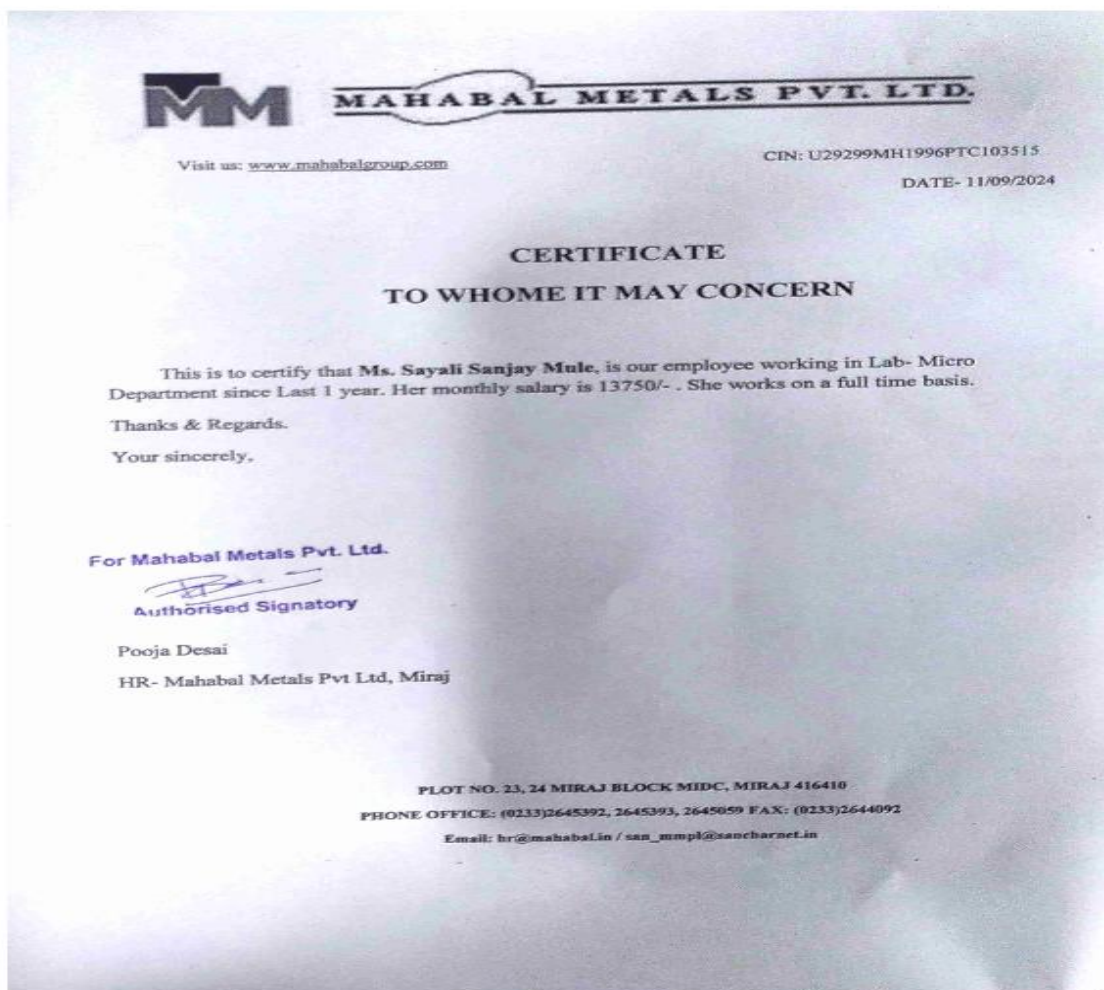 MM
MAHABAL METALS PVT. LTD.
Visit us: www.mahabalgroup.com
CIN: U29299MH1996PTC103515
DATE- 11/09/2024
CERTIFICATE
TO WHOME IT MAY CONCERN
This is to certify that Ms. Sayali Sanjay Mule, is our employee working in Lab- Micro
Department since Last 1 year. Her monthly salary is 13750/- . She works on a full time basis.
Thanks & Regards.
Your sincerely,
For Mahabal Metals Pvt. Ltd.
Authorised Signatory
Pooja Desai
HR- Mahabal Metals Pvt Ltd, Miraj
PLOT NO. 23, 24 MIRAJ BLOCK MIDC, MIRAJ 416410
PHONE OFFICE: (0233)2645392, 2645393, 2645059 FAX: (0233)2644092
Email: hr@mahabal.in / san_mmpl@sancharnet.in